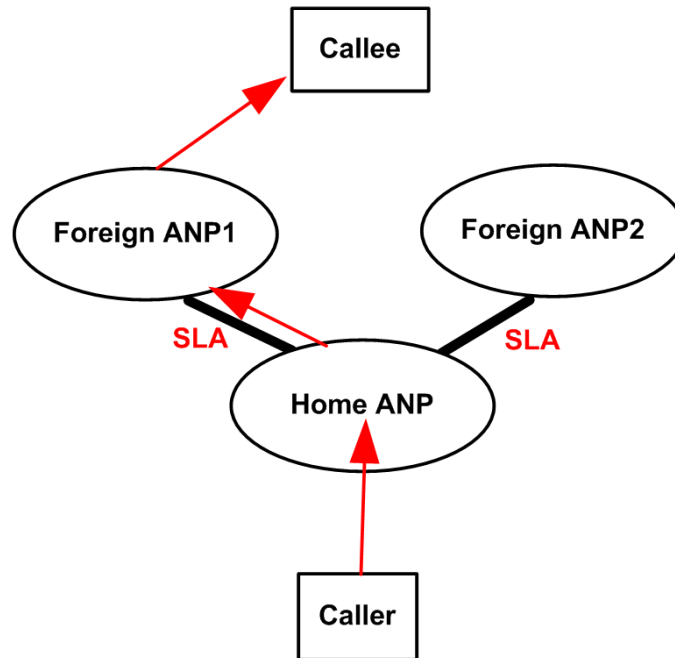 Callee
Foreign ANP1
Foreign ANP2
SLA
SLA
Home ANP
Caller